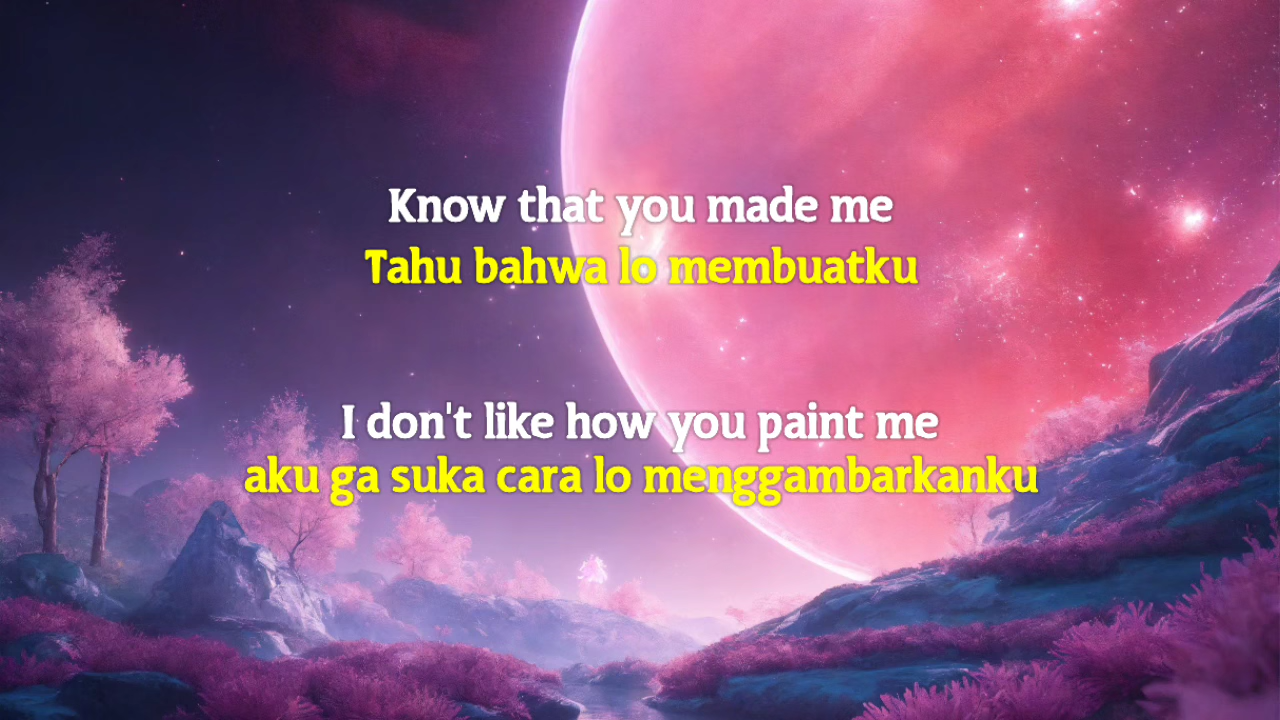 Know that you made me
Tahu bahwa lo membuatku
I don't like how you paint me
aku ga suka cara lo menggambarkanku